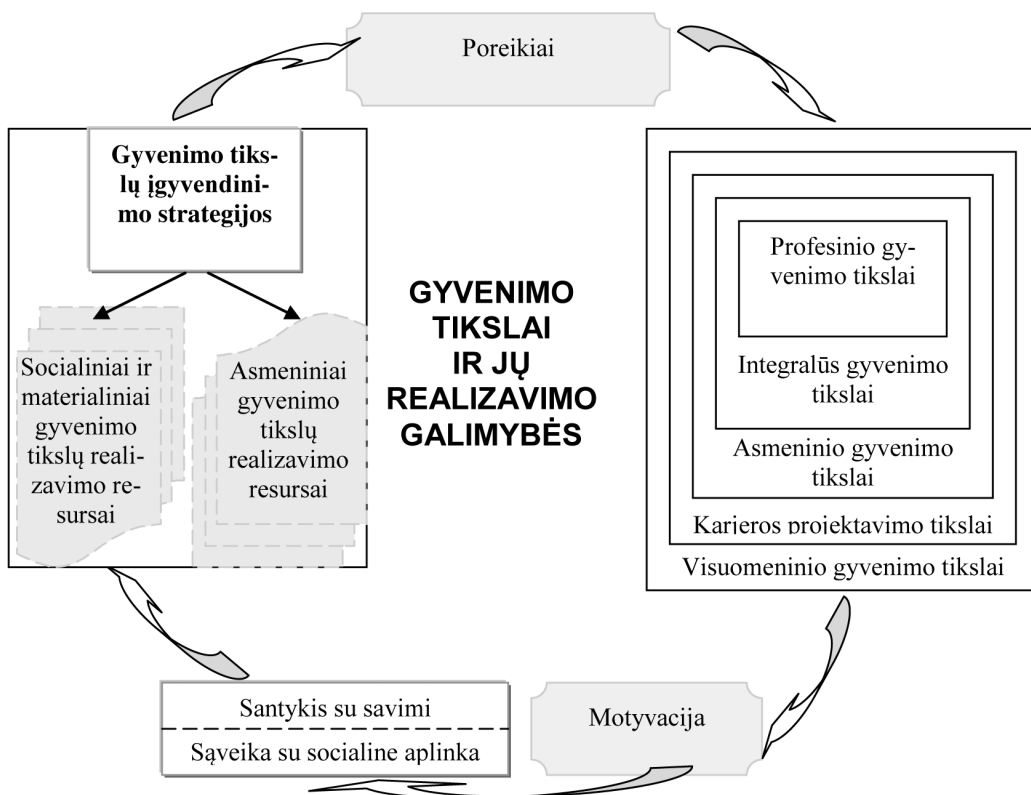 Poreikiai
Gyvenimo tiks-
lų įgyvendini-
mo strategijos
Socialiniai ir
materialiniai
gyvenimo
tikslų reali-
zavimo re-
sursai
Asmeniniai
gyvenimo
tikslų
realizavimo
resursai
GYVENIMO
TIKSLAI
IR JŲ
REALIZAVIMO
GALIMYBĖS
Profesinio gy-
venimo tikslai
Integralūs gyvenimo
tikslai
Asmeninio gyvenimo
tikslai
Karjeros projektavimo tikslai
Visuomeninio gyvenimo tikslai
Santykis su savimi
Sąveika su socialine aplinka
Motyvacija